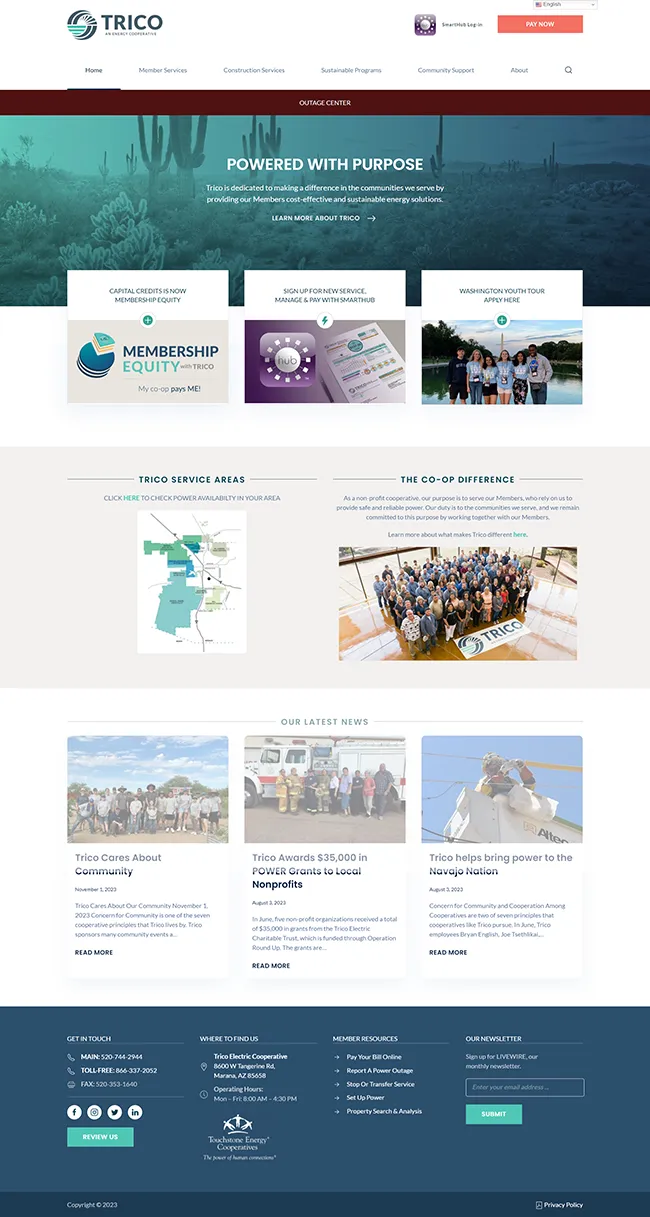 English
TRICO
AN ENERGY COOPERATIVE
SmartHub Log-in
PAY NOW
Home
Member Services
Construction Services
Sustainable Programs
Community Support
About
OUTAGE CENTER
POWERED WITH PURPOSE
Trico is dedicated to making a difference in the communities we serve by
providing our Members cost-effective and sustainable energy solutions.
LEARN MORE ABOUT TRICO
CAPITAL CREDITS IS NOW
MEMBERSHIP EQUITY
MEMBERSHIP
EQUITY with TRICO
My co-op pays ME!
SIGN UP FOR NEW SERVICE,
MANAGE & PAY WITH SMARTHUB
hub
WASHINGTON YOUTH TOUR
APPLY HERE
TRICO SERVICE AREAS
CLICK HERE TO CHECK POWER AVAILABILTY IN YOUR AREA
THE CO-OP DIFFERENCE
As a non-profit cooperative, our purpose is to serve our Members, who rely on us to
provide safe and reliable power. Our duty is to the communities we serve, and we remain
committed to this purpose by working together with our Members.
Learn more about what makes Trico different here.
TRICO
OUR LATEST NEWS
Trico Cares About
Community
November 1, 2023
Trico Cares About Our Community November 1,
2023 Concern for Community is one of the seven
cooperative principles that Trico lives by. Trico
sponsors many community events a...
READ MORE
Trico Awards $35,000 in
POWER Grants to Local
Nonprofits
August 3, 2023
In June, five non-profit organizations received a total
of $35,000 in grants from the Trico Electric
Charitable Trust, which is funded through Operation
Round Up. The grants are...
READ MORE
Altec
Trico helps bring power to the
Navajo Nation
August 3, 2023
Concern for Community and Cooperation Among
Cooperatives are two of seven principles that
cooperatives like Trico pursue. In June, Trico
employees Bryan English, Joe Tsethlikai,...
READ MORE
GET IN TOUCH
MAIN: 520-744-2944
TOLL-FREE: 866-337-2052
FAX: 520-353-1640
REVIEW US
WHERE TO FIND US
Trico Electric Cooperative
8600 W Tangerine Rd,
Marana, AZ 85658
Operating Hours:
Mon – Fri: 8:00 AM – 4:30 PM
Touchstone Energy®
Cooperatives
The power of human connections®
MEMBER RESOURCES
Pay Your Bill Online
Report A Power Outage
Stop Or Transfer Service
Set Up Power
Property Search & Analysis
OUR NEWSLETTER
Sign up for LIVEWIRE, our
monthly newsletter.
Enter your email address ...
SUBMIT
Copyright © 2023
Privacy Policy